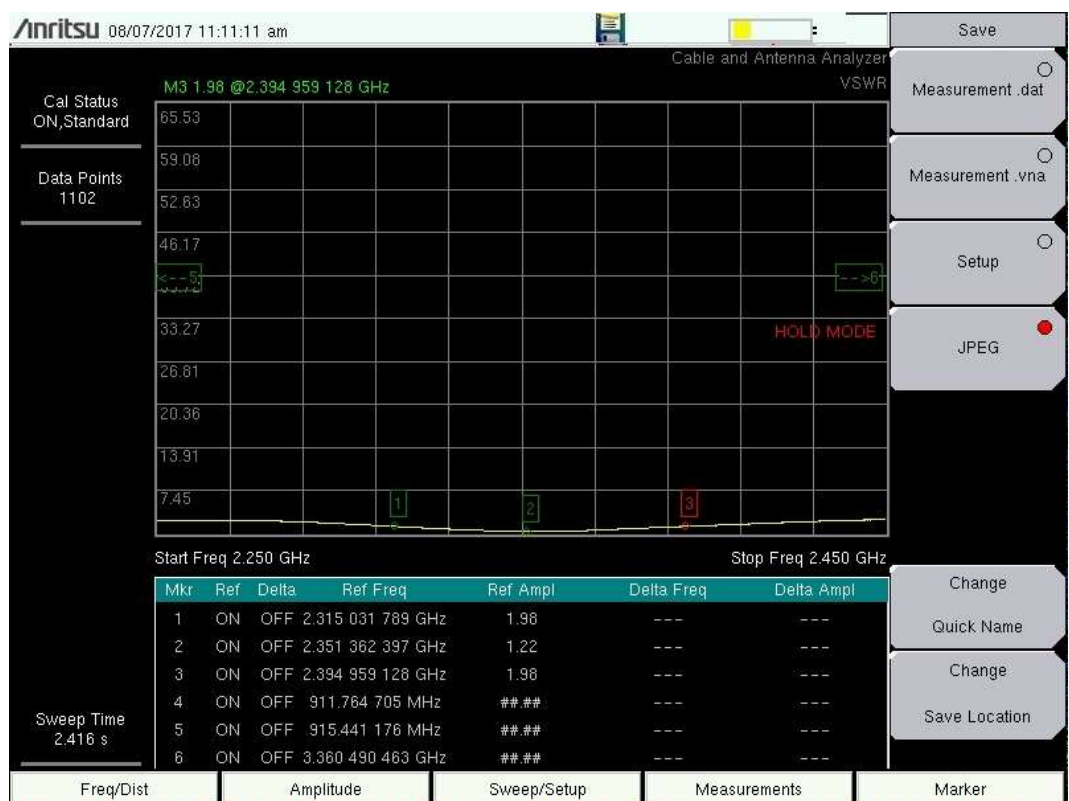 Anritsu 08/07/2017 11:11:11 am
Save
Cable and Antenna Analyzer
VSWR
M3 1.98 @2.394 959 128 GHz
Cal Status
ON,Standard
Data Points
1102
65.53
59.08
52.63
46.17
<--5
-->6
33.27
HOLD MODE
26.81
20.36
13.91
7.45
1
2
3
Start Freq 2.250 GHz
Stop Freq 2.450 GHz
Mkr Ref Delta Ref Freq Ref Ampl Delta Freq Delta Ampl
1 ON OFF 2.315 031 789 GHz 1.98 --- ---
2 ON OFF 2.351 362 397 GHz 1.22 --- ---
3 ON OFF 2.394 959 128 GHz 1.98 --- ---
4 ON OFF 911.764 705 MHz ##.## --- ---
5 ON OFF 915.441 176 MHz ##.## --- ---
6 ON OFF 3.360 490 463 GHz ##.## --- ---
Sweep Time
2.416 s
Measurement .dat
Measurement .vna
Setup
JPEG
Change
Quick Name
Change
Save Location
Freq/Dist
Amplitude
Sweep/Setup
Measurements
Marker